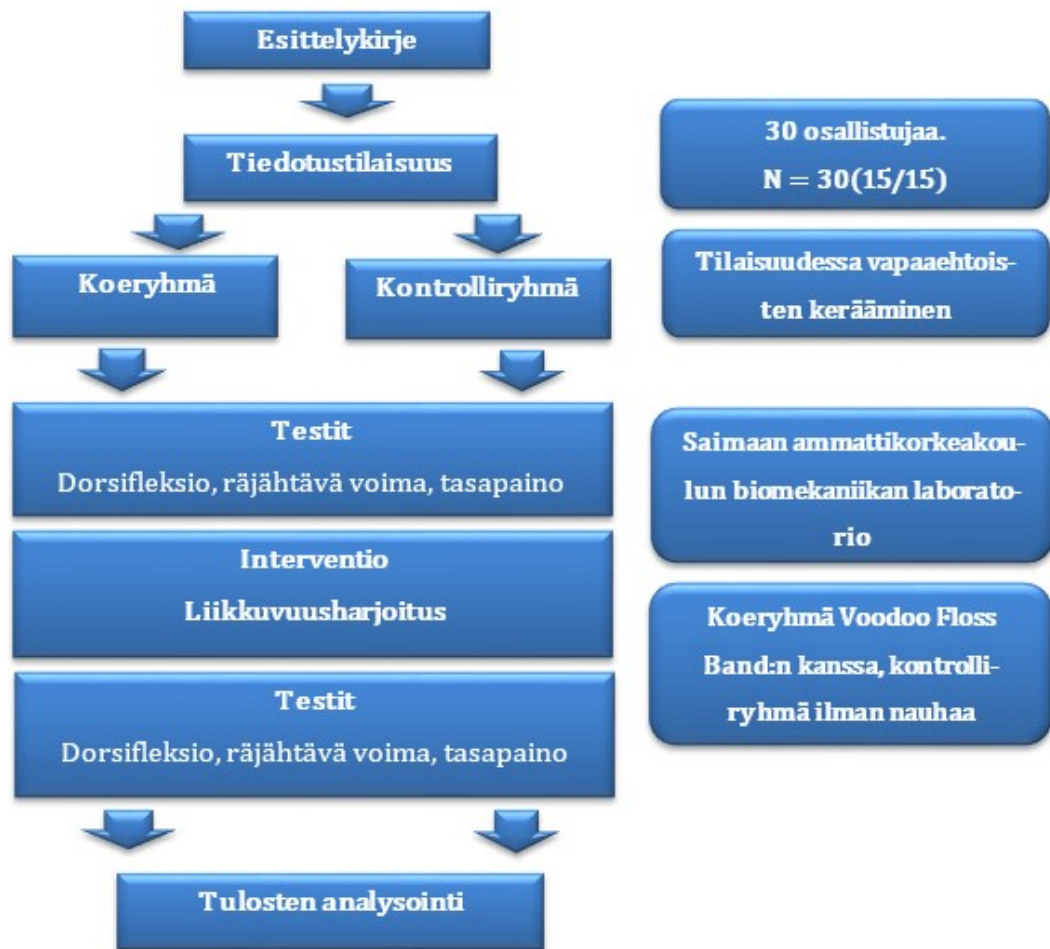 Esittelykirje
Tiedotustilaisuus
30 osallistujaa.
N = 30(15/15)
Koeryhmä
Kontrolliryhmä
Tilaisuudessa vapaaehtois-
ten kerääminen
Testit
Dorsifleksio, räjähtävä voima, tasapaino
Saimaan ammattikorkeakou-
lun biomekaniikan laborato-
rio
Interventio
Liikkuvuusharjoitus
Koeryhmä Voodoo Floss
Band:n kanssa, kontrolli-
ryhmä ilman nauhaa
Testit
Dorsifleksio, räjähtävä voima, tasapaino
Tulosten analysointi